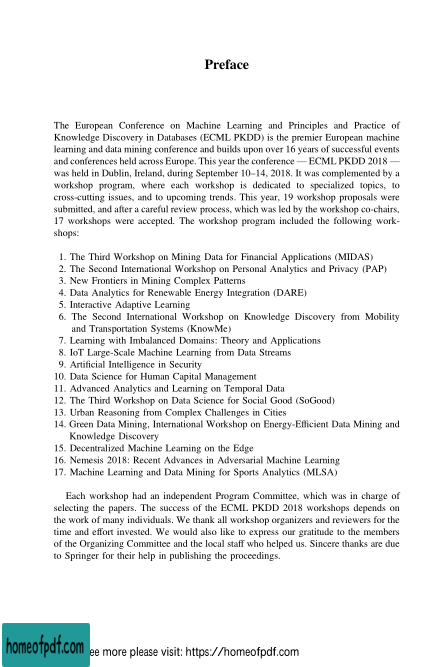 Preface
The European Conference on Machine Learning and Principles and Practice of
Knowledge Discovery in Databases (ECML PKDD) is the premier European machine
learning and data mining conference and builds upon over 16 years of successful events
and conferences held across Europe. This year the conference — ECML PKDD 2018 —
was held in Dublin, Ireland, during September 10–14, 2018. It was complemented by a
workshop program, where each workshop is dedicated to specialized topics, to
cross-cutting issues, and to upcoming trends. This year, 19 workshop proposals were
submitted, and after a careful review process, which was led by the workshop co-chairs,
17 workshops were accepted. The workshop program included the following work-
shops:
1. The Third Workshop on Mining Data for Financial Applications (MIDAS)
2. The Second International Workshop on Personal Analytics and Privacy (PAP)
3. New Frontiers in Mining Complex Patterns
4. Data Analytics for Renewable Energy Integration (DARE)
5. Interactive Adaptive Learning
6. The Second International Workshop on Knowledge Discovery from Mobility
and Transportation Systems (KnowMe)
7. Learning with Imbalanced Domains: Theory and Applications
8. IoT Large-Scale Machine Learning from Data Streams
9. Artificial Intelligence in Security
10. Data Science for Human Capital Management
11. Advanced Analytics and Learning on Temporal Data
12. The Third Workshop on Data Science for Social Good (SoGood)
13. Urban Reasoning from Complex Challenges in Cities
14. Green Data Mining, International Workshop on Energy-Efficient Data Mining and
Knowledge Discovery
15. Decentralized Machine Learning on the Edge
16. Nemesis 2018: Recent Advances in Adversarial Machine Learning
17. Machine Learning and Data Mining for Sports Analytics (MLSA)
Each workshop had an independent Program Committee, which was in charge of
selecting the papers. The success of the ECML PKDD 2018 workshops depends on
the work of many individuals. We thank all workshop organizers and reviewers for the
time and effort invested. We would also like to express our gratitude to the members
of the Organizing Committee and the local staff who helped us. Sincere thanks are due
to Springer for their help in publishing the proceedings.
homeofpdf.com
ee more please visit: https://homeofpdf.com